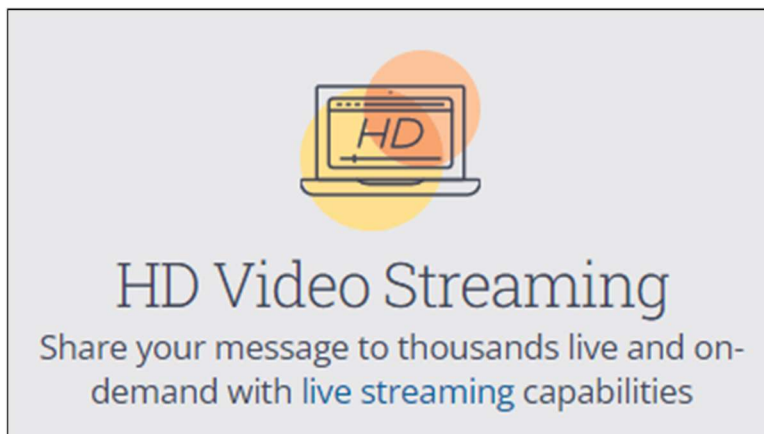 HD
HD Video Streaming
Share your message to thousands live and on-
demand with live streaming capabilities